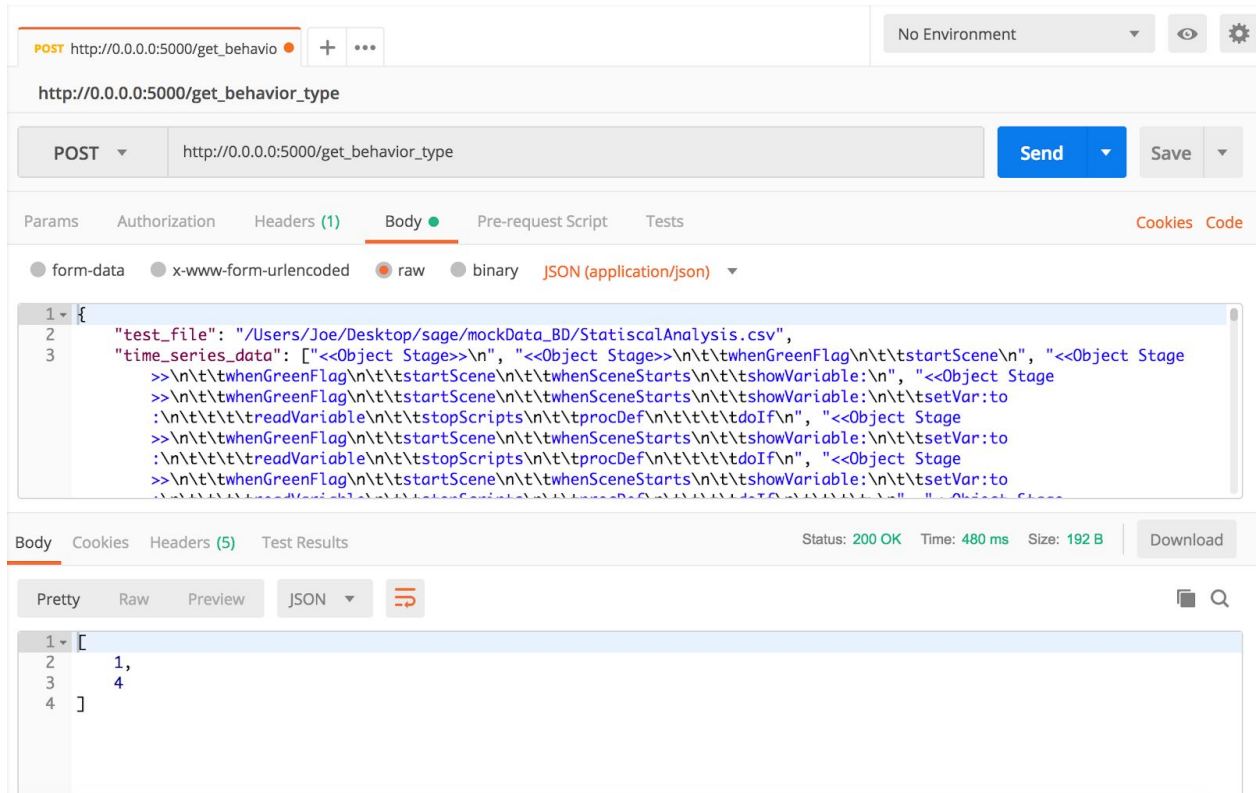 POST http://0.0.0.0:5000/get_behavio
No Environment
http://0.0.0.0:5000/get_behavior_type
POST http://0.0.0.0:5000/get_behavior_type Send Save
Params Authorization Headers (1) Body Pre-request Script Tests Cookies Code
form-data x-www-form-urlencoded raw binary JSON (application/json)
1 {
2 "test_file": "/Users/Joe/Desktop/sage/mockData_BD/StatiscalAnalysis.csv",
3 "time_series_data": ["<<Object Stage>>\n", "<<Object Stage>>\n\t\twhenGreenFlag\n\t\tstartScene\n", "<<Object Stage
>>\n\t\twhenGreenFlag\n\t\tstartScene\n\t\twhenSceneStarts\n\t\tshowVariable:\n", "<<Object Stage
>>\n\t\twhenGreenFlag\n\t\tstartScene\n\t\twhenSceneStarts\n\t\tshowVariable:\n\t\tsetVar:to
:\n\t\t\t\treadVariable\n\t\tstopScripts\n\t\tprocDef\n\t\t\t\tdoIf\n", "<<Object Stage
>>\n\t\twhenGreenFlag\n\t\tstartScene\n\t\twhenSceneStarts\n\t\tshowVariable:\n\t\tsetVar:to
:\n\t\t\t\treadVariable\n\t\tstopScripts\n\t\tprocDef\n\t\t\t\tdoIf\n", "<<Object Stage
>>\n\t\twhenGreenFlag\n\t\tstartScene\n\t\twhenSceneStarts\n\t\tshowVariable:\n\t\tsetVar:to
Body Cookies Headers (5) Test Results Status: 200 OK Time: 480 ms Size: 192 B Download
Pretty Raw Preview JSON
1 [
2 1,
3 4
4 ]